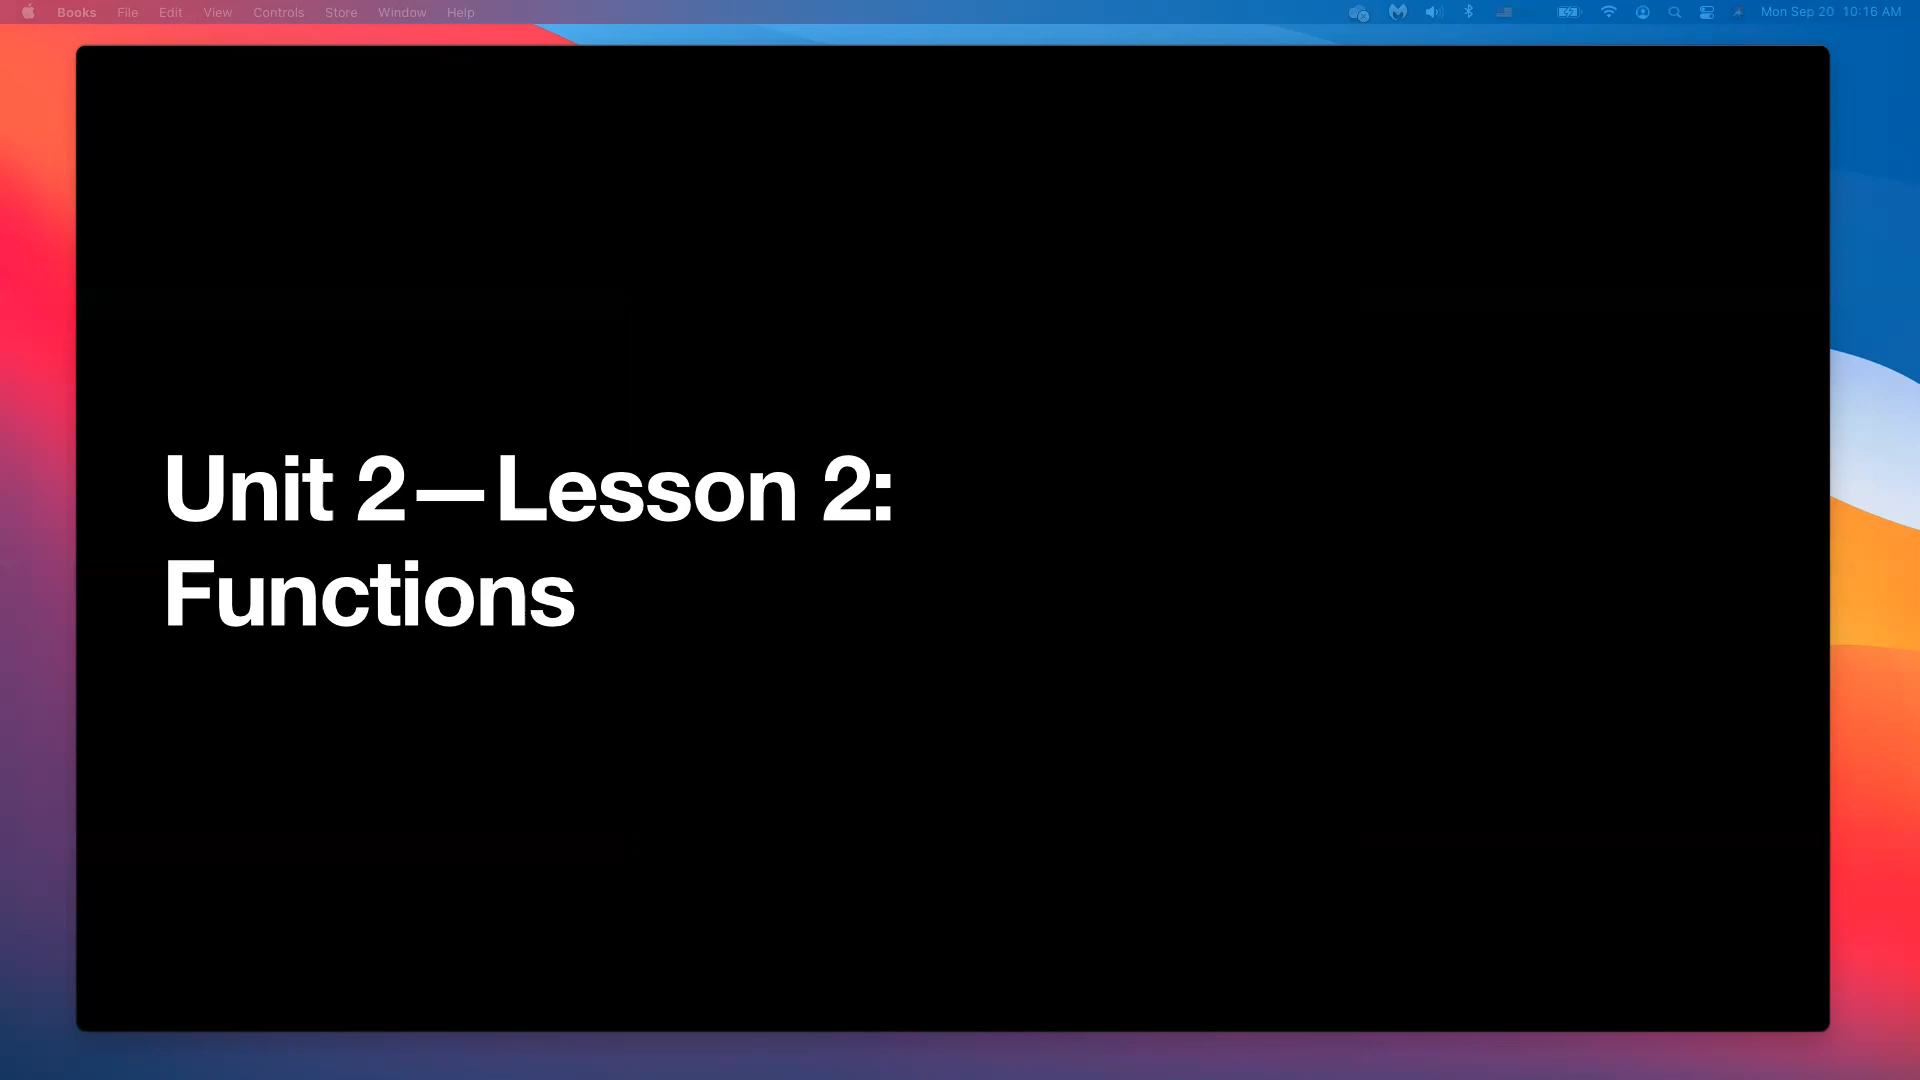 Books File Edit View Controls Store Window Help Mon Sep 20 10:16 AM
Unit 2—Lesson 2:
Functions